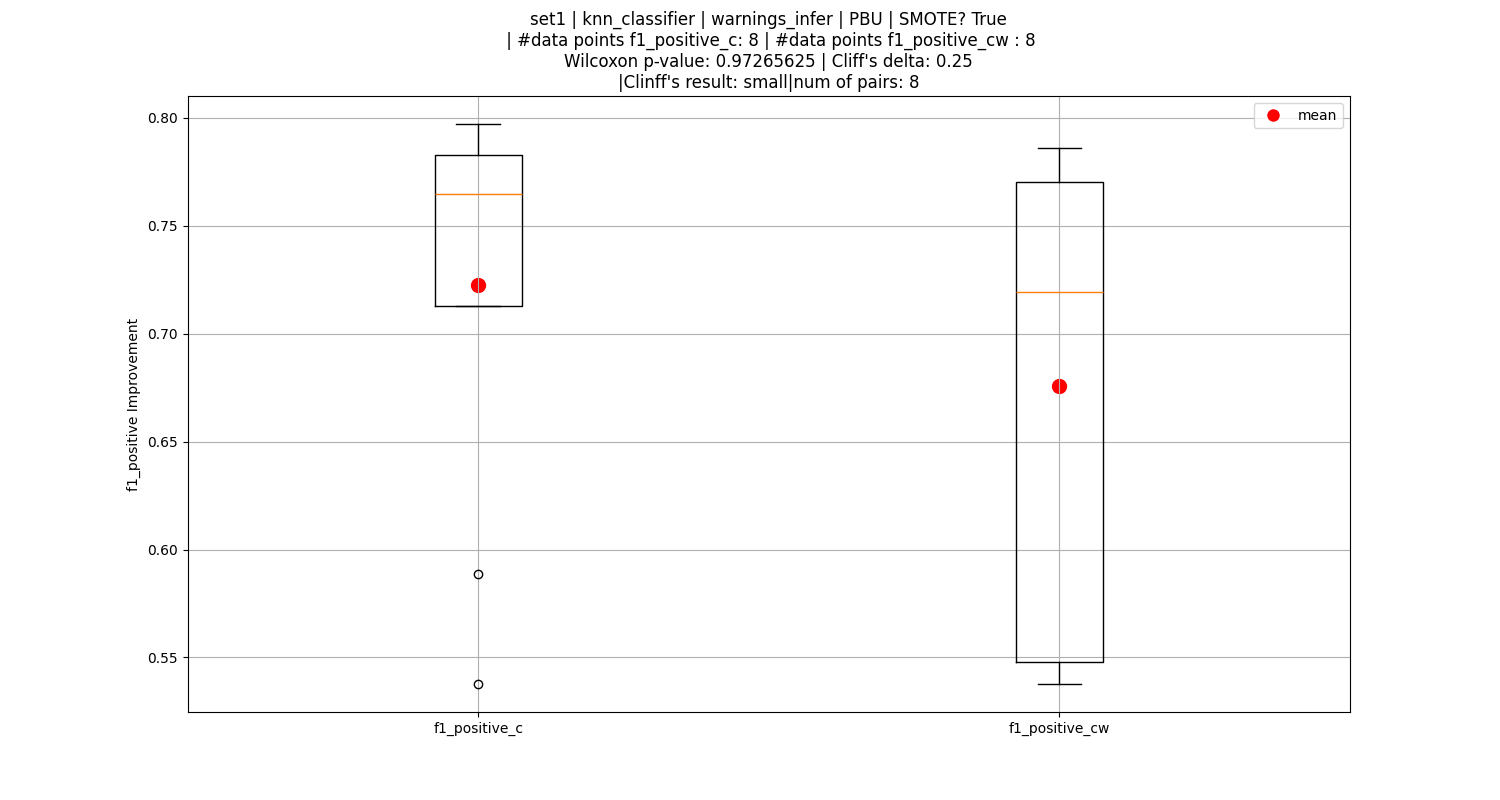 set1 | knn_classifier | warnings_infer | PBU | SMOTE? True
| #data points f1_positive_c: 8 | #data points f1_positive_cw : 8
Wilcoxon p-value: 0.97265625 | Cliff's delta: 0.25
|Clinff's result: small|num of pairs: 8
mean
0.80
0.75
0.70
0.65
0.60
0.55
f1_positive Improvement
f1_positive_c
f1_positive_cw